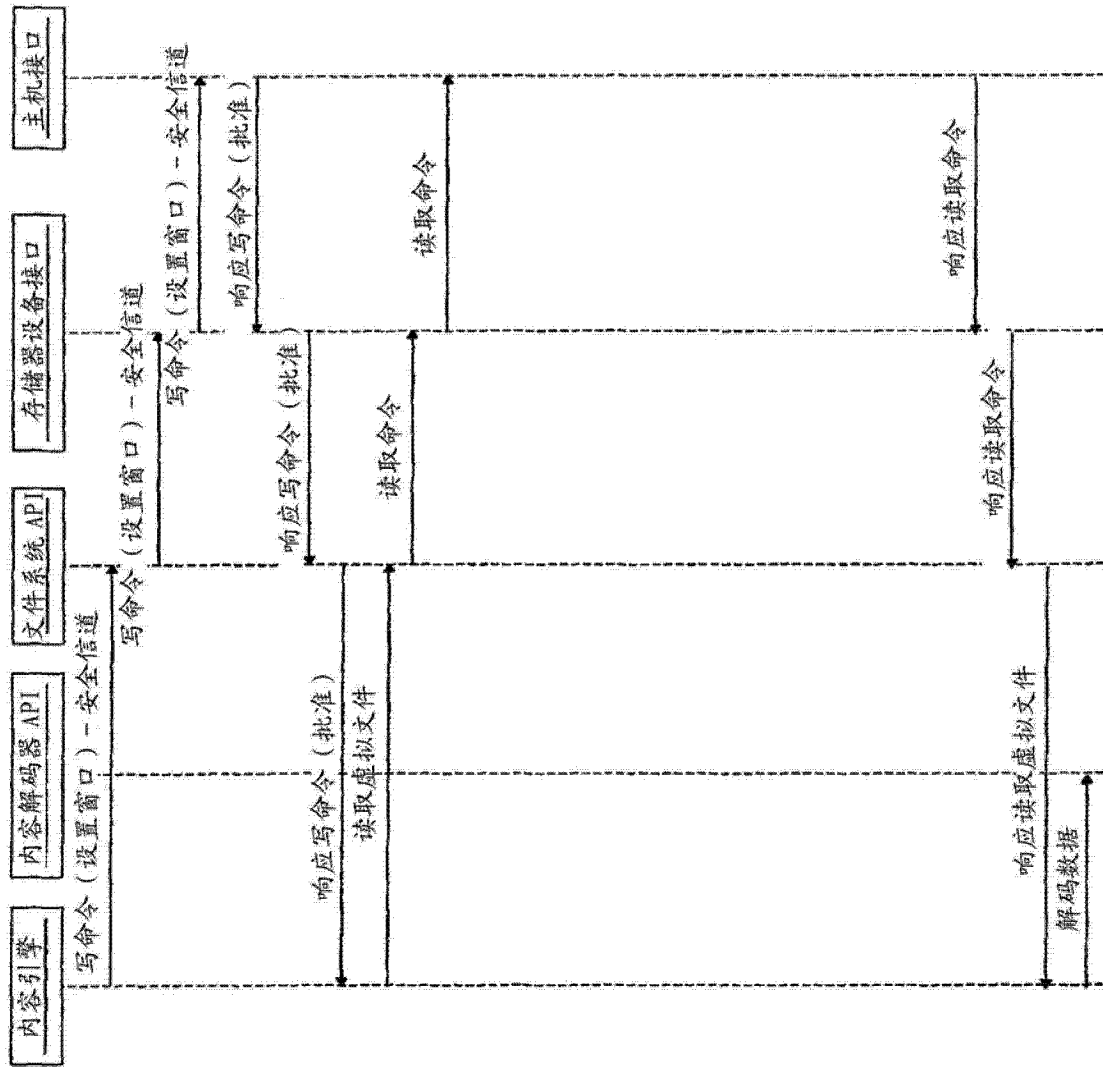 内容引擎
内容解码器 API
文件系统 API
存储器设备接口
主机接口
写命令（设置窗口）-安全信道
写命令（设置窗口）-安全信道
写命令（设置窗口）-安全信道
响应写命令（批准）
响应写命令（批准）
响应写命令（批准）
读取虚拟文件
读取命令
读取命令
响应读取命令
响应读取命令
响应读取虚拟文件
解码数据